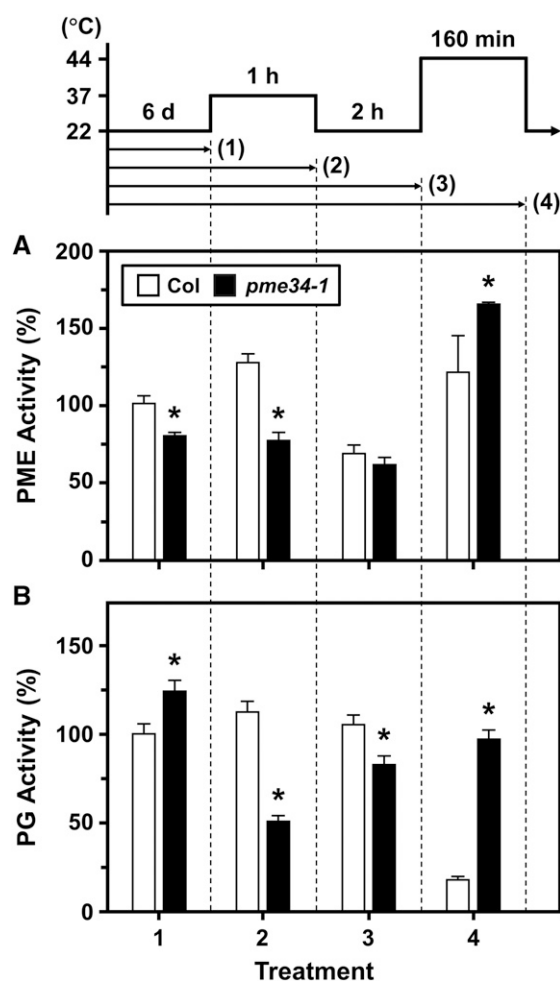 (°C)
44
37
22
6 d
1 h
2 h
160 min
(1)
(2)
(3)
(4)
A
PME Activity (%)
200
150
100
50
0
Col pme34-1
* * *
B
PG Activity (%)
150
100
50
0
* * * *
1 2 3 4
Treatment